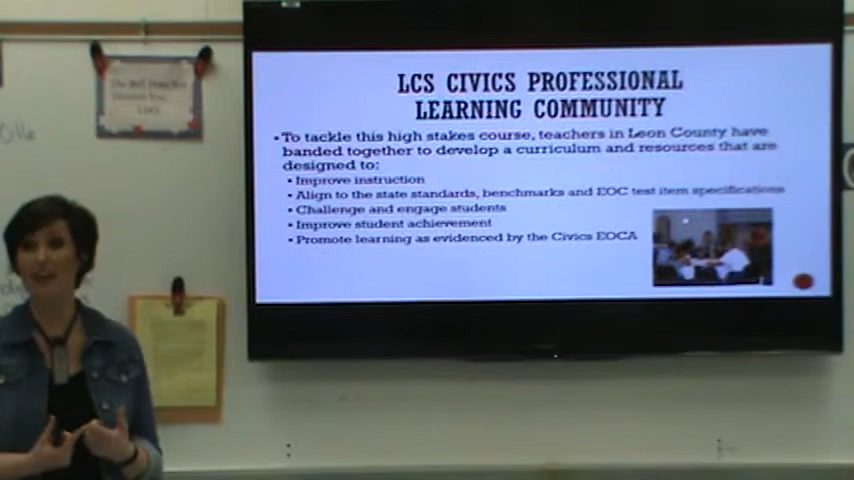 LCS CIVICS PROFESSIONAL
LEARNING COMMUNITY
▪ To tackle this high stakes course, teachers in Leon County have
banded together to develop a curriculum and resources that are
designed to:
▪ Improve instruction
▪ Align to the state standards, benchmarks and EOC test item specifications
▪ Challenge and engage students
▪ Improve student achievement
▪ Promote learning as evidenced by the Civics EOCA